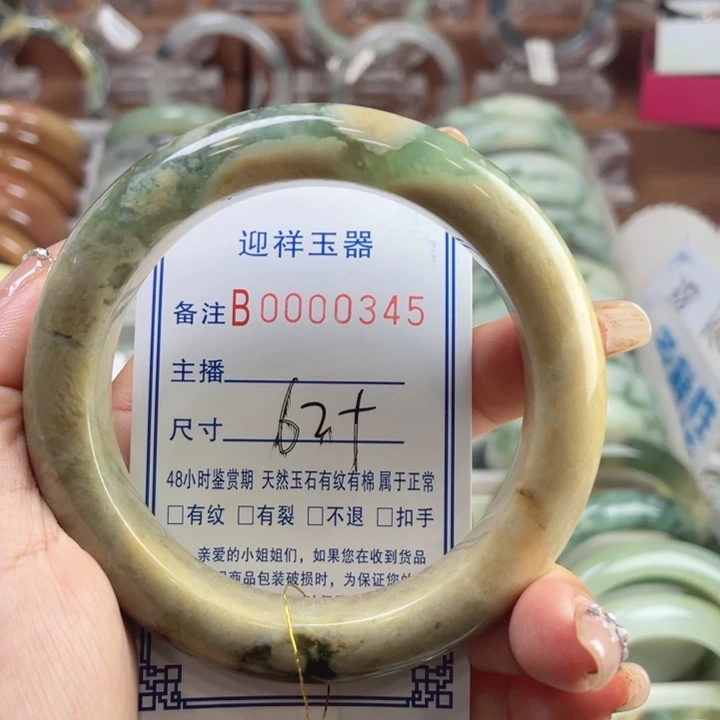 迎祥玉器
备注B0000345
主播
尺寸 62+
48小时鉴赏期 天然玉石有纹有棉 属于正常
□有纹 □有裂 □不退 □扣手
亲爱的小姐姐们，如果您在收到货品
商品包装破损时，为保证您的